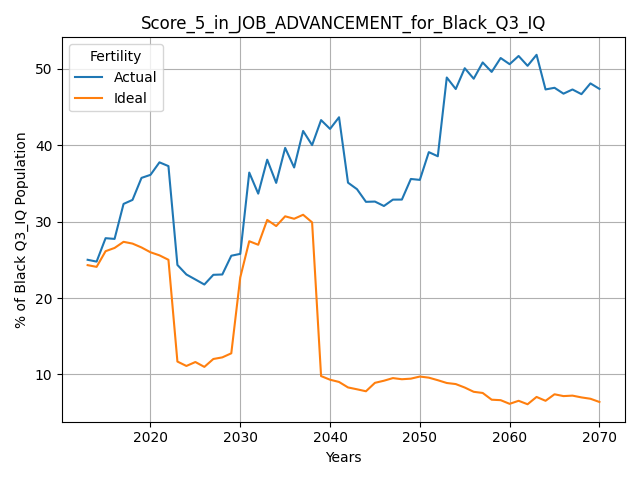 Score_5_in_JOB_ADVANCEMENT_for_Black_Q3_IQ
Fertility
Actual
Ideal
% of Black Q3_IQ Population
50
40
30
20
10
2020 2030 2040 2050 2060 2070
Years